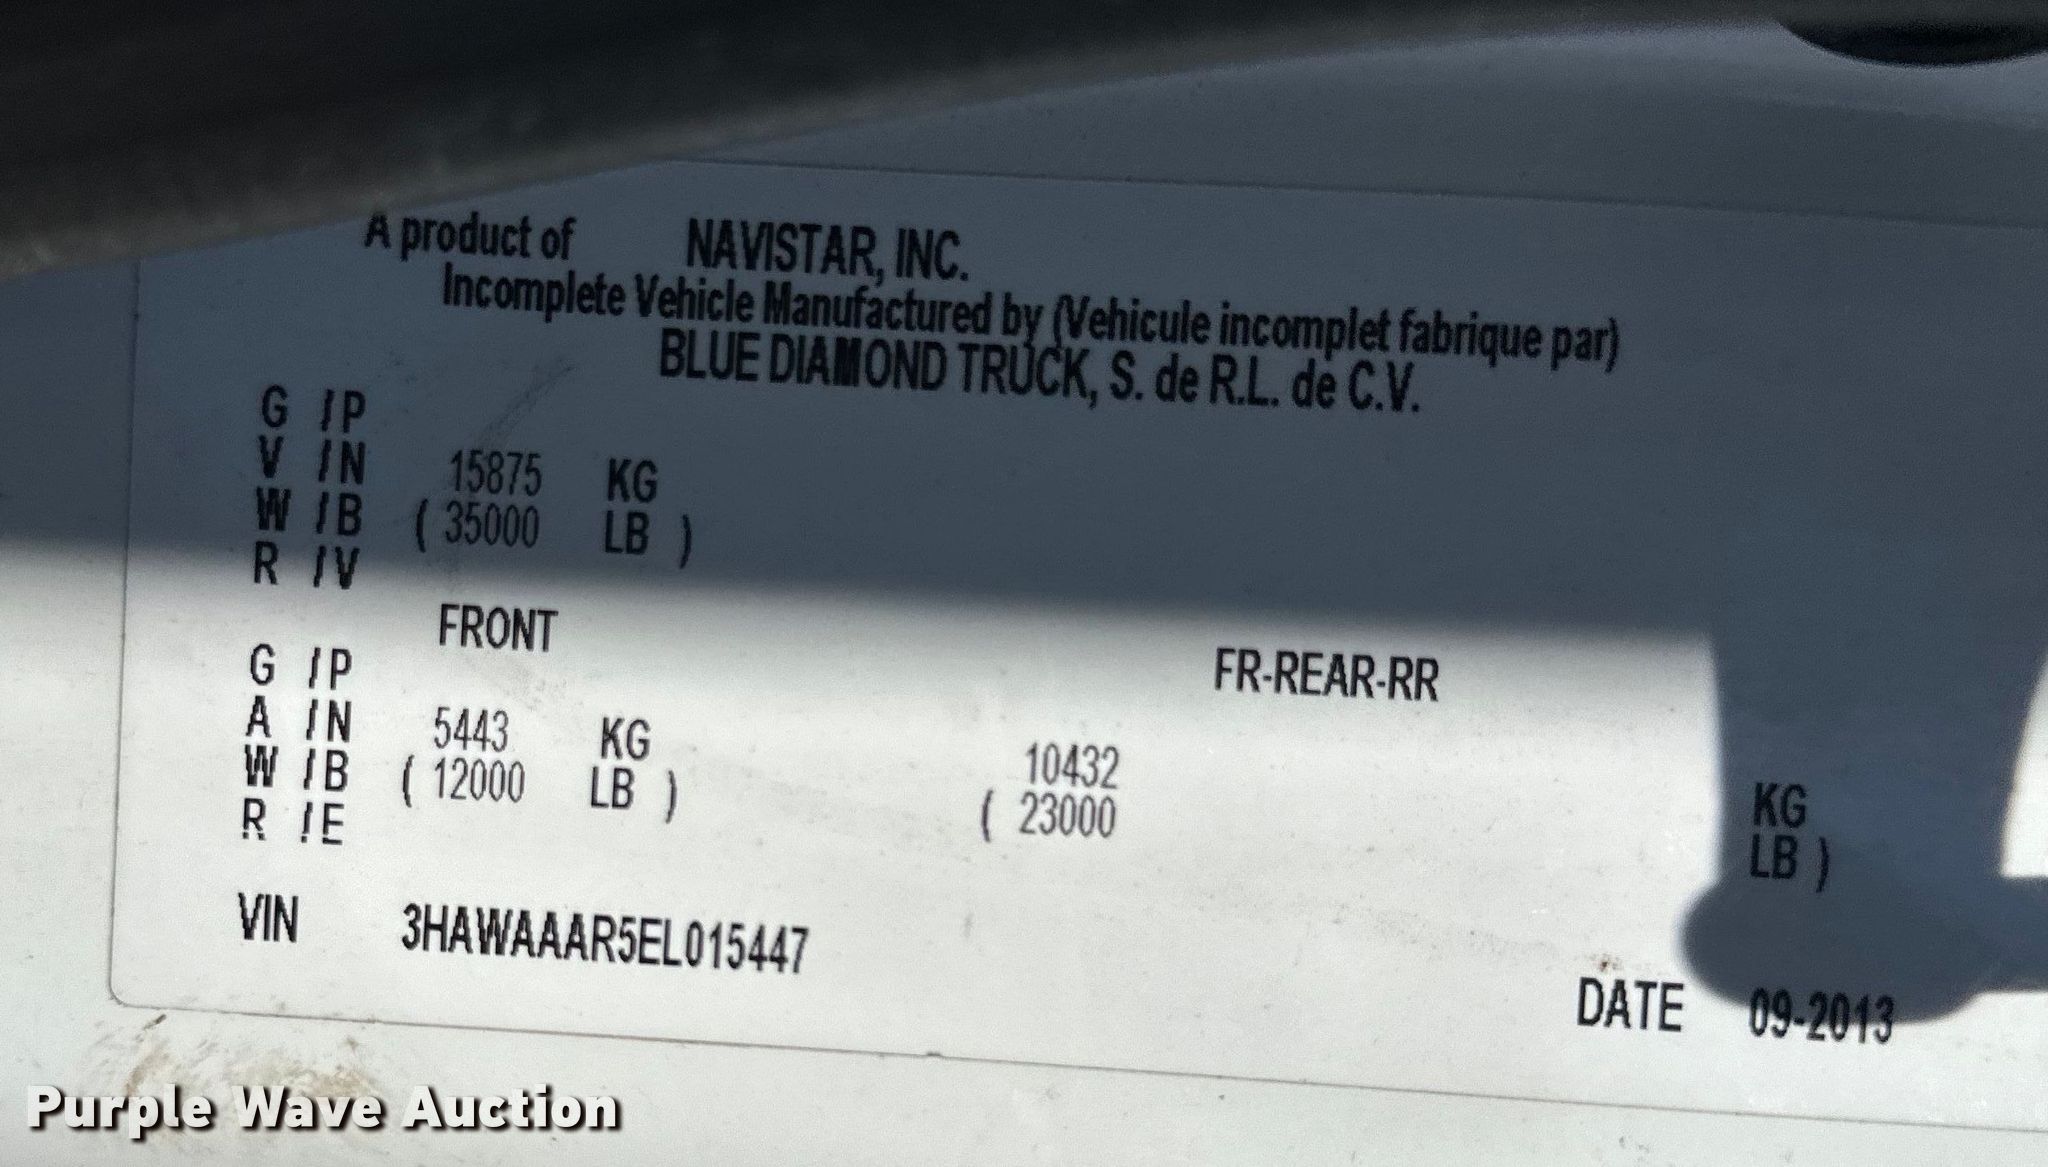 A product of NAVISTAR, INC.
Incomplete Vehicle Manufactured by (Vehicule incomplet fabrique par)
BLUE DIAMOND TRUCK, S. de R.L. de C.V.
G / P
V / N 15875 KG
W / B ( 35000 LB )
R / V
FRONT FR-REAR-RR
G / P
A / N 5443 KG 10432 KG
W / B ( 12000 LB ) ( 23000 LB )
R / E
VIN 3HAWAAAR5EL015447
DATE 09-2013
Purple Wave Auction